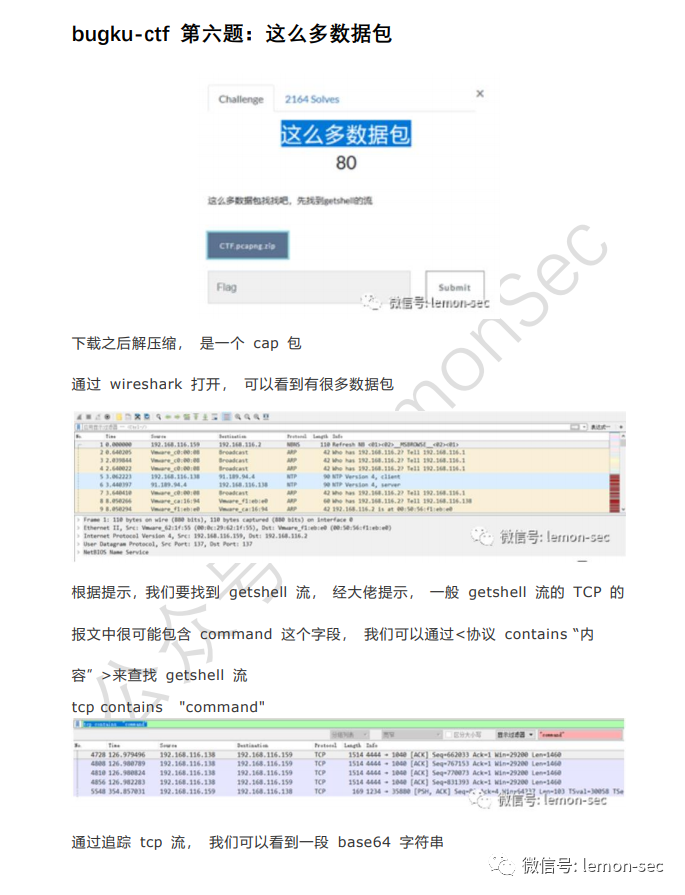 bugku-ctf 第六题：这么多数据包
Challenge
2164 Solves
×
这么多数据包
80
这么多数据包找找吧，先找到getshell的流
CTF.pcapng.zip
Flag
Submit
微信号: lemon-sec
下载之后解压缩， 是一个 cap 包
通过 wireshark 打开， 可以看到有很多数据包
No. Time Source Destination Protocol Length Info
1 0.000000 192.168.116.159 192.168.116.2 NBNS 110 Refresh NB <01><02>__MSBROWSE__<02><01>
2 0.640205 Vmware_c0:00:08 Broadcast ARP 42 Who has 192.168.116.2? Tell 192.168.116.1
3 2.039844 Vmware_c0:00:08 Broadcast ARP 42 Who has 192.168.116.2? Tell 192.168.116.1
4 2.640022 Vmware_c0:00:08 Broadcast ARP 42 Who has 192.168.116.2? Tell 192.168.116.1
5 3.062223 192.168.116.138 91.189.94.4 NTP 90 NTP Version 4, client
6 3.440397 91.189.94.4 192.168.116.138 NTP 90 NTP Version 4, server
7 3.640410 Vmware_c0:00:08 Broadcast ARP 42 Who has 192.168.116.2? Tell 192.168.116.1
8 8.050266 Vmware_ca:16:94 Vmware_f1:eb:e0 ARP 60 Who has 192.168.116.2? Tell 192.168.116.138
9 8.050294 Vmware_f1:eb:e0 Vmware_ca:16:94 ARP 42 192.168.116.2 is at 00:50:56:f1:eb:e0
Frame 1: 110 bytes on wire (880 bits), 110 bytes captured (880 bits) on interface 0
Ethernet II, Src: Vmware_62:1f:55 (00:0c:29:62:1f:55), Dst: Vmware_f1:eb:e0 (00:50:56:f1:eb:e0)
Internet Protocol Version 4, Src: 192.168.116.159, Dst: 192.168.116.2
User Datagram Protocol, Src Port: 137, Dst Port: 137
NetBIOS Name Service
微信号: lemon-sec
根据提示，我们要找到 getshell 流， 经大佬提示， 一般 getshell 流的 TCP 的
报文中很可能包含 command 这个字段， 我们可以通过<协议 contains “内
容” >来查找 getshell 流
tcp contains "command"
tcp contains "command"
区分大小写 显示过滤器 "command"
No. Time Source Destination Protocol Length Info
4728 126.979496 192.168.116.138 192.168.116.159 TCP 1514 4444 → 1040 [ACK] Seq=662033 Ack=1 Win=29200 Len=1460
4808 126.980789 192.168.116.138 192.168.116.159 TCP 1514 4444 → 1040 [ACK] Seq=767153 Ack=1 Win=29200 Len=1460
4810 126.980824 192.168.116.138 192.168.116.159 TCP 1514 4444 → 1040 [ACK] Seq=770073 Ack=1 Win=29200 Len=1460
4856 126.982283 192.168.116.138 192.168.116.159 TCP 1514 4444 → 1040 [ACK] Seq=831393 Ack=1 Win=29200 Len=1460
5548 354.857031 192.168.116.138 192.168.116.159 TCP 169 1234 → 35880 [PSH, ACK]
微信号: lemon-sec
通过追踪 tcp 流， 我们可以看到一段 base64 字符串
微信号: lemon-sec
公众号
LemonSec